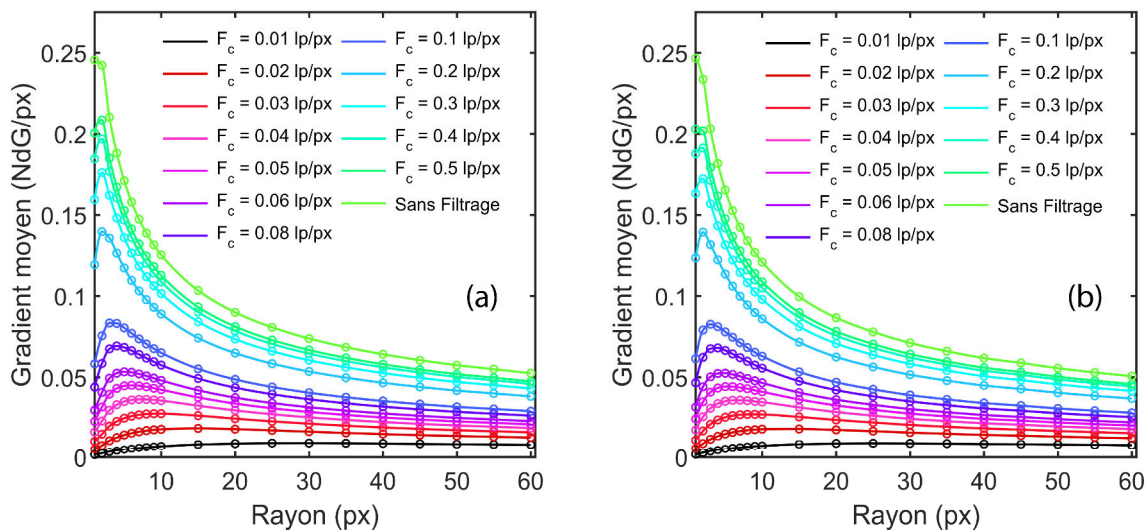 (a)
Gradient moyen (NdG/px)
0.25
0.2
0.15
0.1
0.05
0
F_c = 0.01 lp/px
F_c = 0.02 lp/px
F_c = 0.03 lp/px
F_c = 0.04 lp/px
F_c = 0.05 lp/px
F_c = 0.06 lp/px
F_c = 0.08 lp/px
F_c = 0.1 lp/px
F_c = 0.2 lp/px
F_c = 0.3 lp/px
F_c = 0.4 lp/px
F_c = 0.5 lp/px
Sans Filtrage
10 20 30 40 50 60
Rayon (px)
(b)
Gradient moyen (NdG/px)
0.25
0.2
0.15
0.1
0.05
0
F_c = 0.01 lp/px
F_c = 0.02 lp/px
F_c = 0.03 lp/px
F_c = 0.04 lp/px
F_c = 0.05 lp/px
F_c = 0.06 lp/px
F_c = 0.08 lp/px
F_c = 0.1 lp/px
F_c = 0.2 lp/px
F_c = 0.3 lp/px
F_c = 0.4 lp/px
F_c = 0.5 lp/px
Sans Filtrage
10 20 30 40 50 60
Rayon (px)